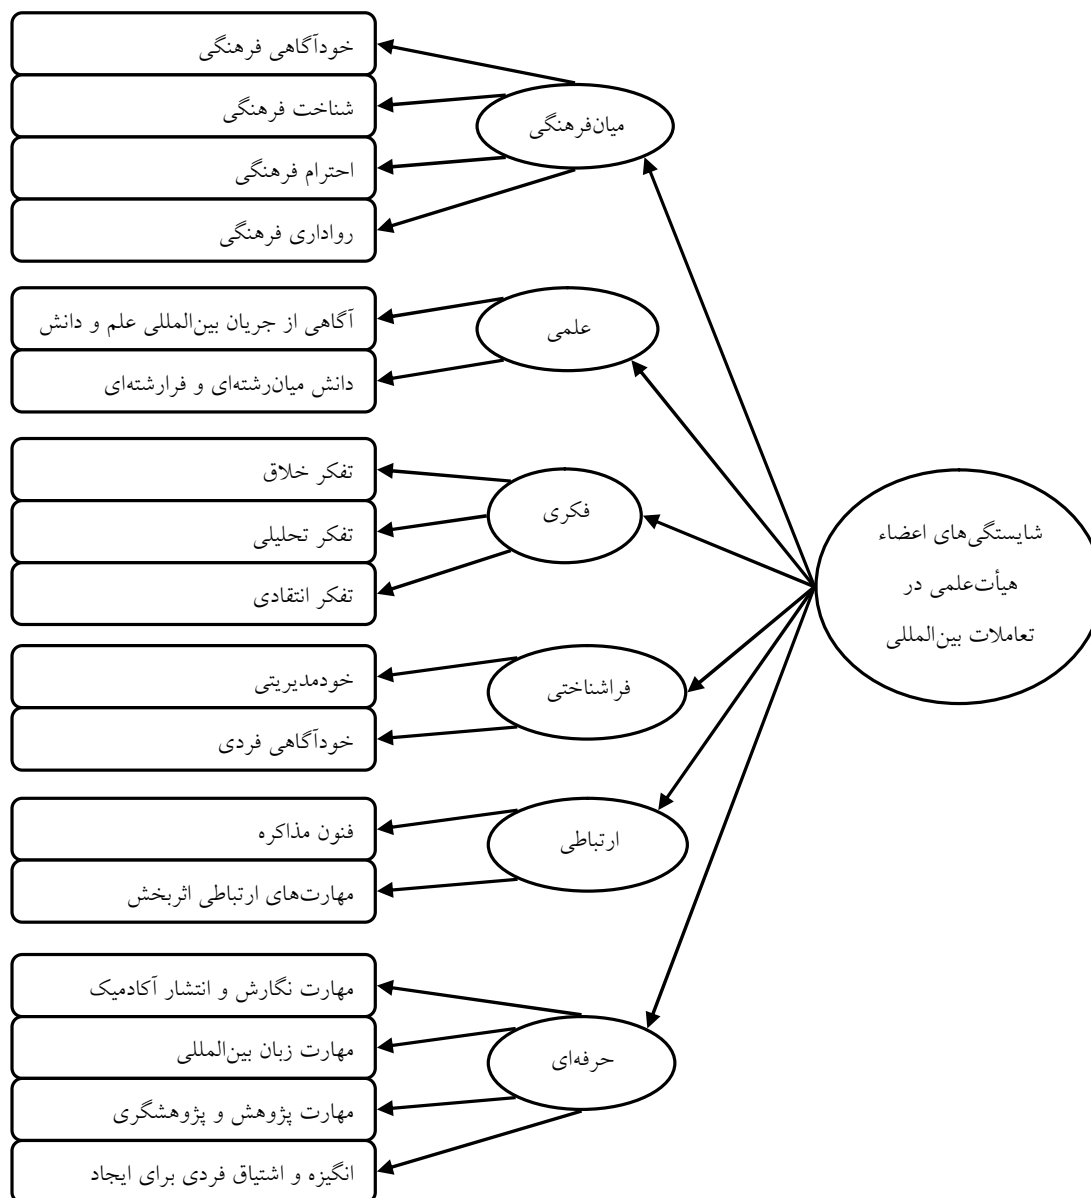 شایستگی‌های اعضاء
هیأت‌علمی در
تعاملات بین‌المللی
میان‌فرهنگی
خودآگاهی فرهنگی
شناخت فرهنگی
احترام فرهنگی
رواداری فرهنگی
علمی
آگاهی از جریان بین‌المللی علم و دانش
دانش میان‌رشته‌ای و فرارشته‌ای
فکری
تفکر خلاق
تفکر تحلیلی
تفکر انتقادی
فراشناختی
خودمدیریتی
خودآگاهی فردی
ارتباطی
فنون مذاکره
مهارت‌های ارتباطی اثربخش
حرفه‌ای
مهارت نگارش و انتشار آکادمیک
مهارت زبان بین‌المللی
مهارت پژوهش و پژوهشگری
انگیزه و اشتیاق فردی برای ایجاد